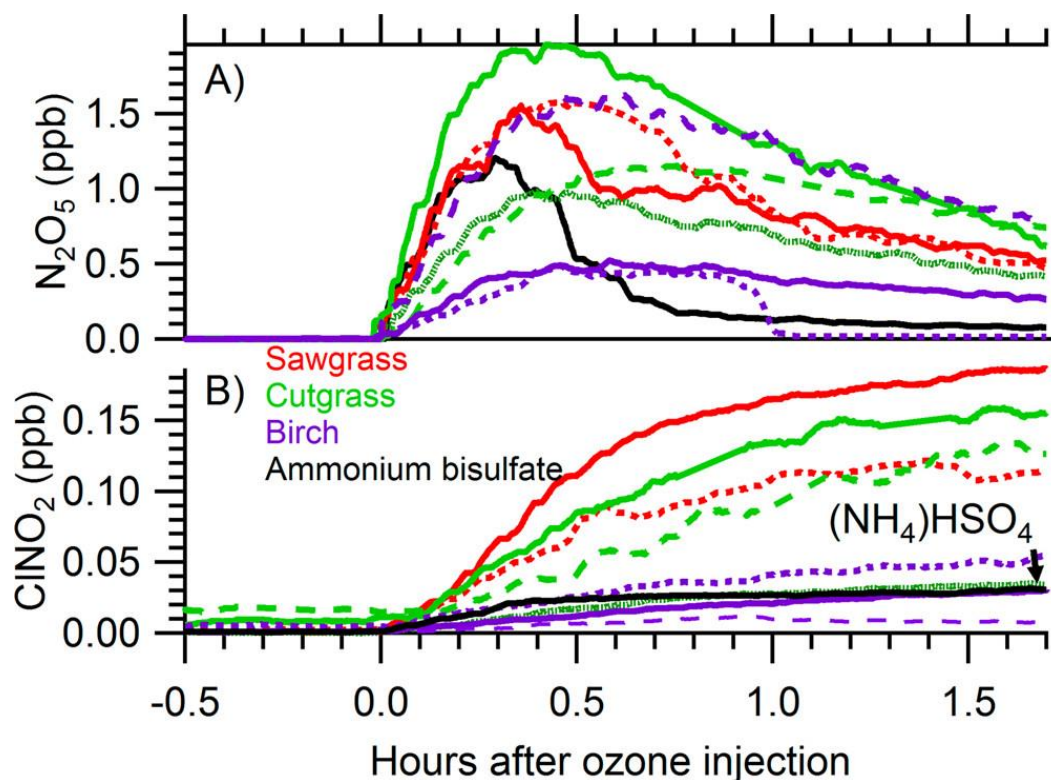 A)
N₂O₅ (ppb)
1.5
1.0
0.5
0.0
Sawgrass
Cutgrass
Birch
Ammonium bisulfate
B)
ClNO₂ (ppb)
0.15
0.10
0.05
0.00
(NH₄)HSO₄
-0.5 0.0 0.5 1.0 1.5
Hours after ozone injection